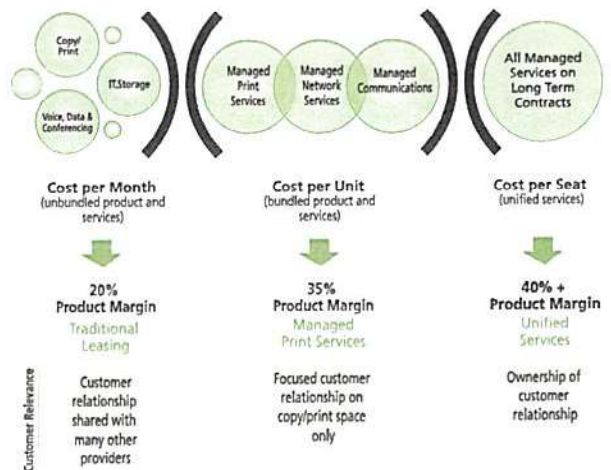 Copy/
Print
IT,Storage
Voice, Data &
Conferencing
Managed
Print
Services
Managed
Network
Services
Managed
Communications
All Managed
Services on
Long Term
Contracts
Cost per Month
(unbundled product and
services)
Cost per Unit
(bundled product and
services)
Cost per Seat
(unified services)
20%
Product Margin
Traditional
Leasing
35%
Product Margin
Managed
Print Services
40% +
Product Margin
Unified
Services
Customer Relevance
Customer
relationship
shared with
many other
providers
Focused customer
relationship on
copy/print space
only
Ownership of
customer
relationship